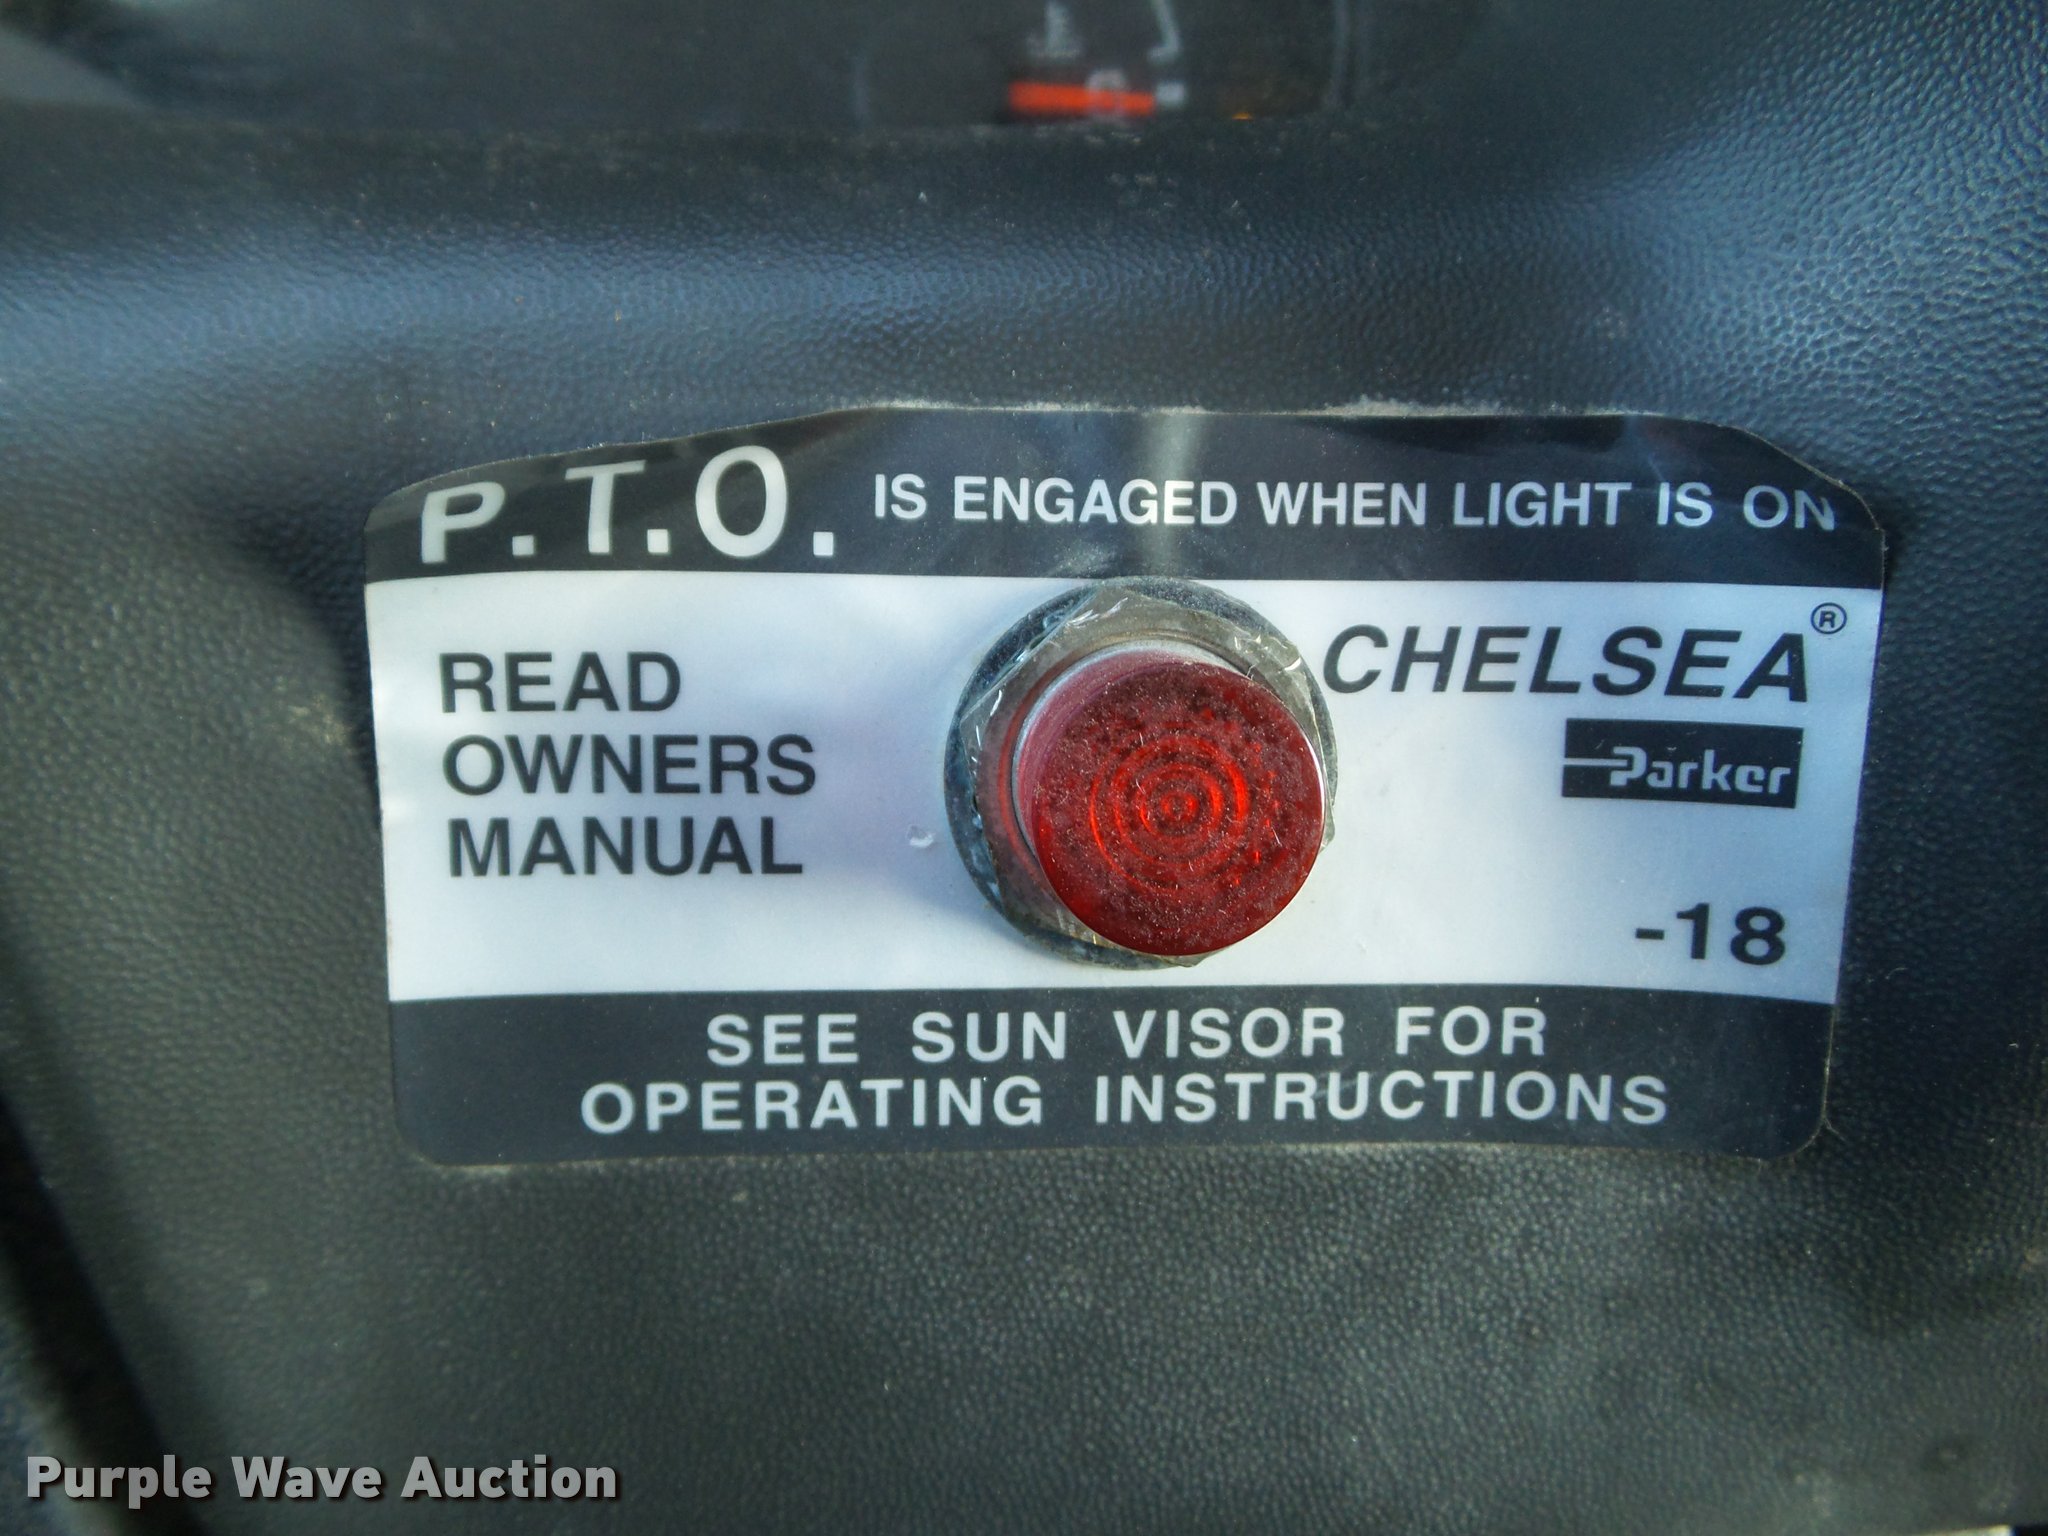 P.T.O. IS ENGAGED WHEN LIGHT IS ON
READ
OWNERS
MANUAL
CHELSEA®
Parker
-18
SEE SUN VISOR FOR
OPERATING INSTRUCTIONS
Purple Wave Auction